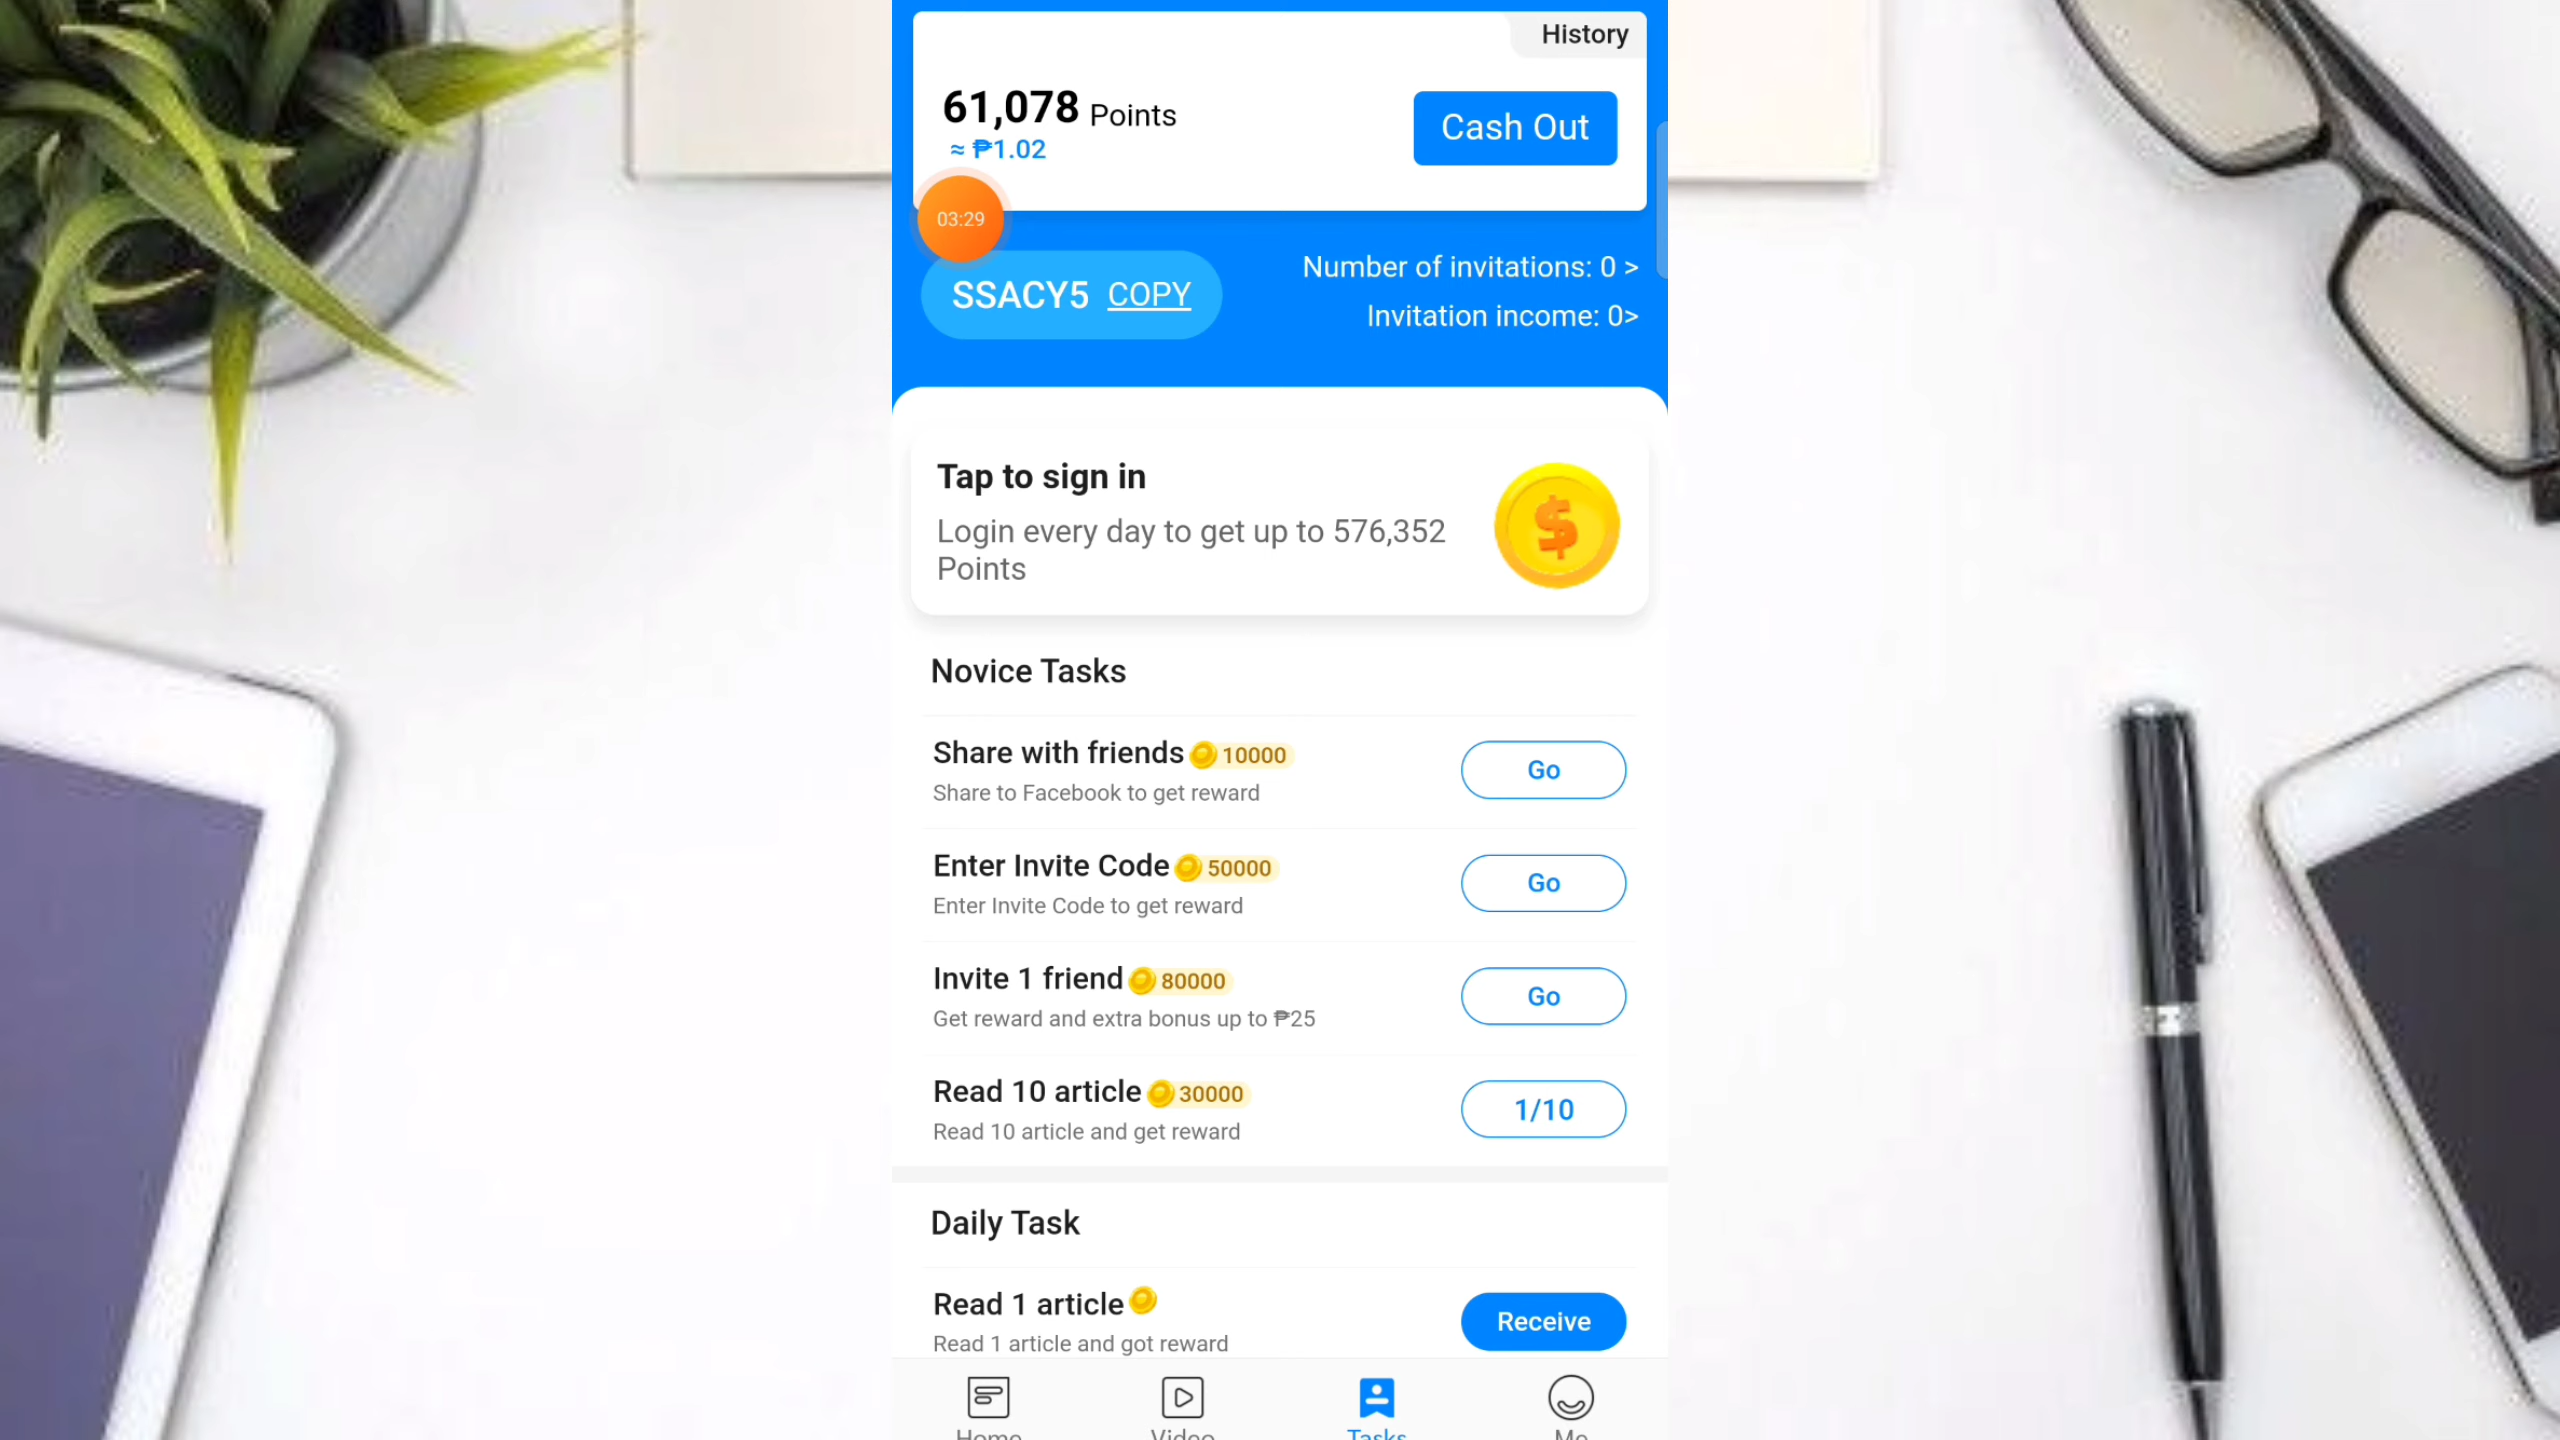 History
61,078 Points
Cash Out
≈ ₱1.02
03:29
SSACY5 COPY
Number of invitations: 0 >
Invitation income: 0>
Tap to sign in
Login every day to get up to 576,352
Points
$
Novice Tasks
Share with friends 10000
Share to Facebook to get reward
Go
Enter Invite Code 50000
Enter Invite Code to get reward
Go
Invite 1 friend 80000
Get reward and extra bonus up to ₱25
Go
Read 10 article 30000
Read 10 article and get reward
1/10
Daily Task
Read 1 article
Read 1 article and got reward
Receive
Home Video Tasks Me